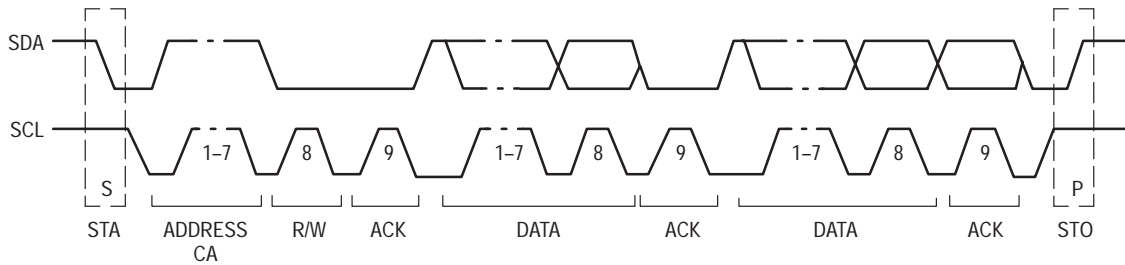 SDA
SCL
1–7 8 9 1–7 8 9 1–7 8 9
S P
STA ADDRESS R/W ACK DATA ACK DATA ACK STO
CA